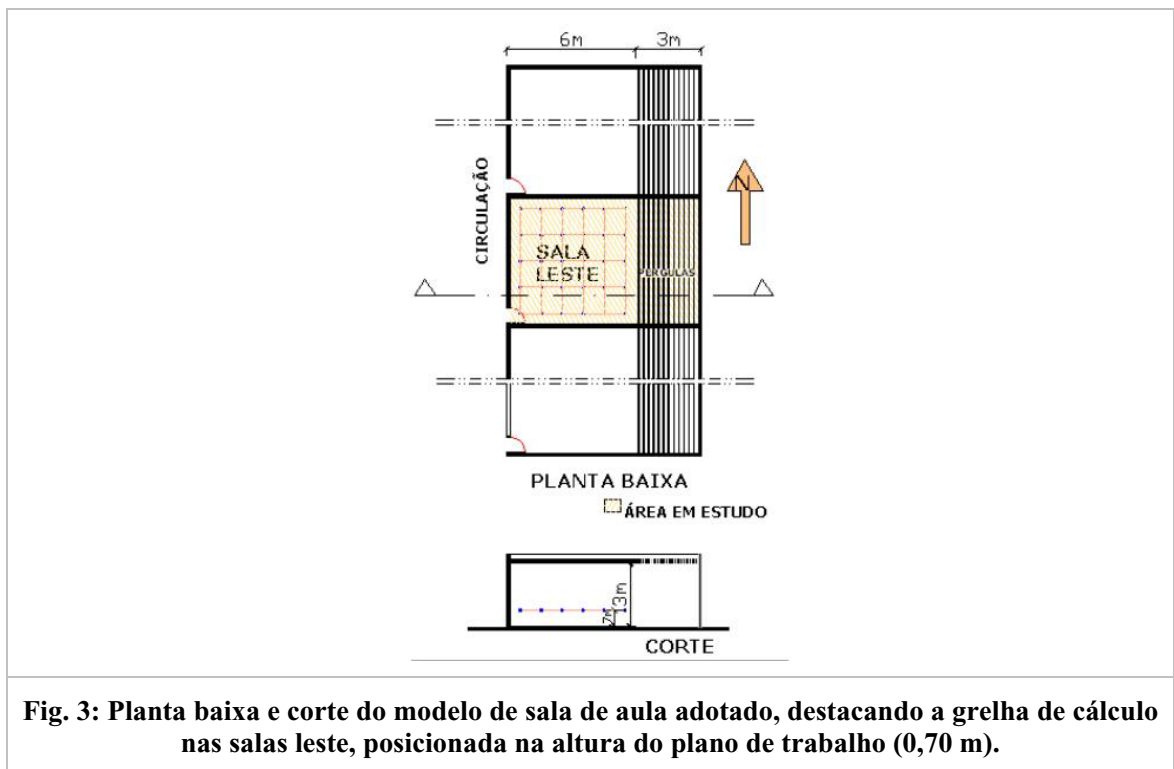 6m 3m
CIRCULAÇÃO
N
SALA
LESTE
PERGULAS
PLANTA BAIXA
ÁREA EM ESTUDO
3m
CORTE
Fig. 3: Planta baixa e corte do modelo de sala de aula adotado, destacando a grelha de cálculo
nas salas leste, posicionada na altura do plano de trabalho (0,70 m).